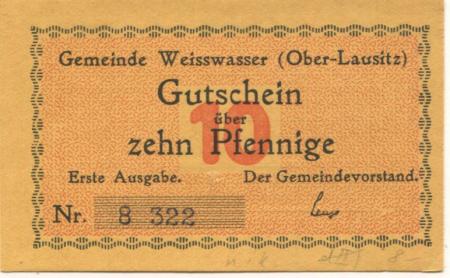 Gemeinde Weisswasser (Ober-Lausitz)
Gutschein
über
10
zehn Pfennige
Erste Ausgabe. Der Gemeindevorstand.
Nr. 8 322